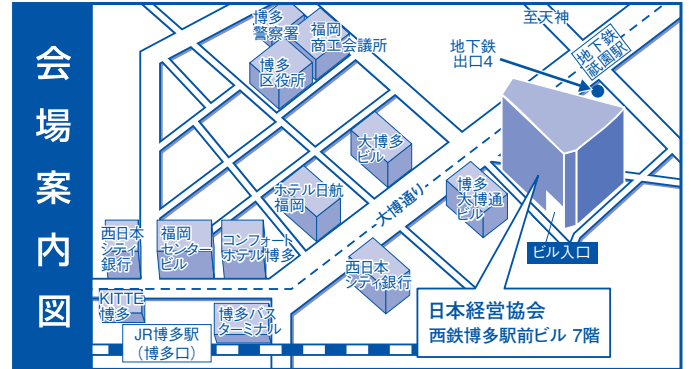 会場案内図
博多
警察署
福岡
商工会議所
博多
区役所
至天神
地下鉄
祇園駅
地下鉄
出口4
大博多
ビル
ホテル日航
福岡
大博通り
博多
大博通
ビル
ビル入口
西日本
シティ
銀行
福岡
センター
ビル
コンフォート
ホテル博多
西日本
シティ銀行
KITTE
博多
JR博多駅
（博多口）
博多バス
ターミナル
日本経営協会
西鉄博多駅前ビル 7階